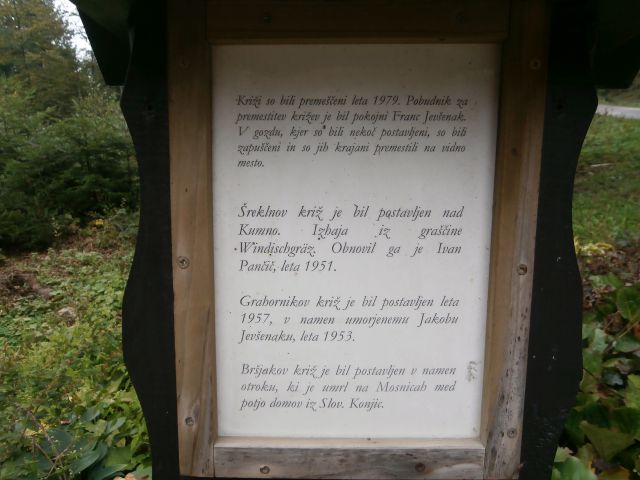 Križi so bili premeščeni leta 1979. Pobudnik za
premestitev križev je bil pokojni Franc Jevšenak.
V gozdu, kjer so bili nekoč postavljeni, so bili
zapuščeni in so jih krajani premestili na vidno
mesto.
Šreklnov križ je bil postavljen nad
Kumno. Izhaja iz graščine
Windischgräz. Obnovil ga je Ivan
Pančič, leta 1951.
Grahornikov križ je bil postavljen leta
1957, v namen umorjenemu Jakobu
Jevšenaku, leta 1953.
Bršjakov križ je bil postavljen v namen
otroku, ki je umrl na Mosnicah med
potjo domov iz Slov. Konjic.